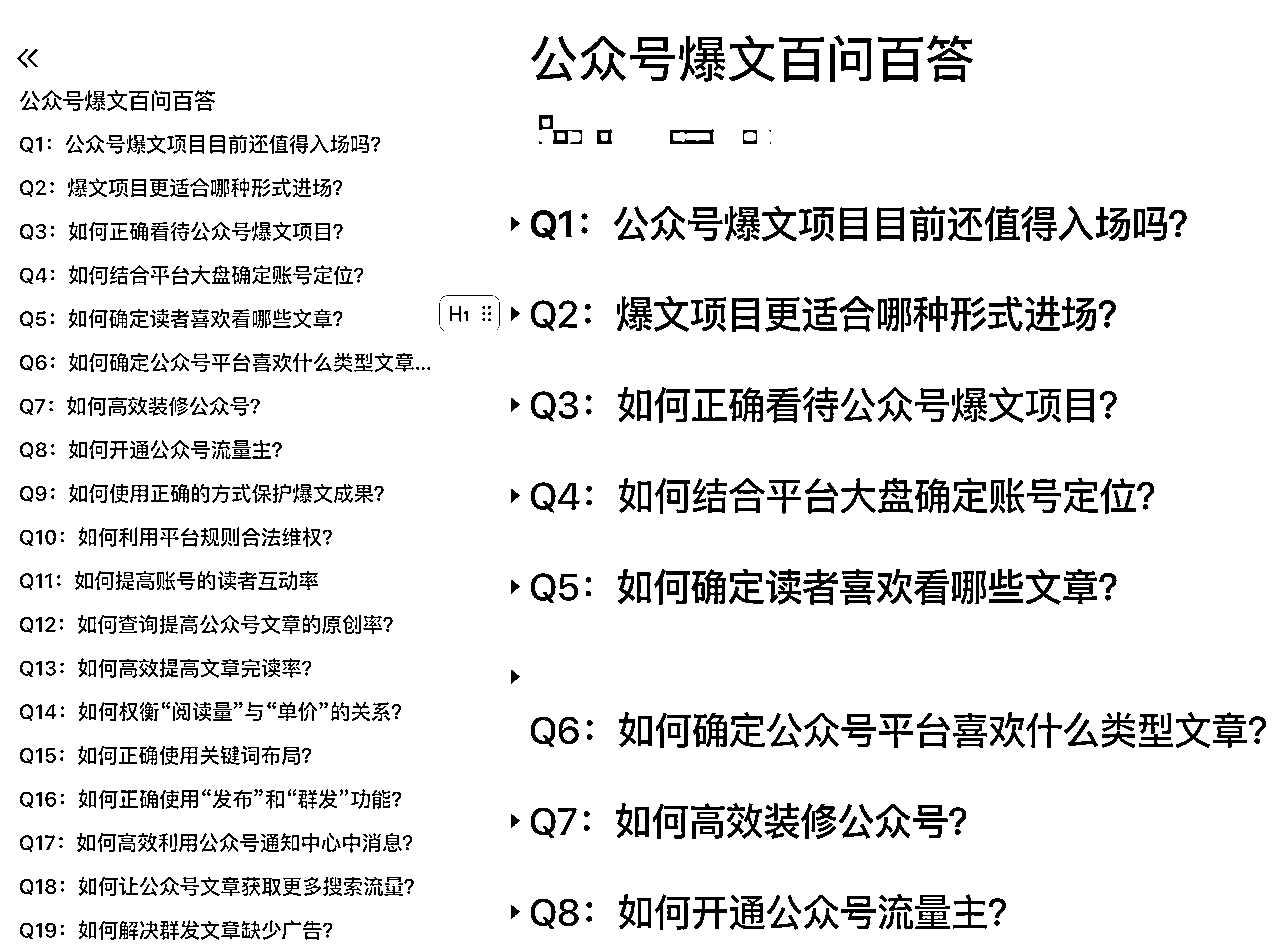 公众号爆文百问百答
Q1：公众号爆文项目目前还值得入场吗?
Q2：爆文项目更适合哪种形式进场?
Q3：如何正确看待公众号爆文项目?
Q4：如何结合平台大盘确定账号定位?
Q5：如何确定读者喜欢看哪些文章?
Q6：如何确定公众号平台喜欢什么类型文章...
Q7：如何高效装修公众号?
Q8：如何开通公众号流量主?
Q9：如何使用正确的方式保护爆文成果?
Q10：如何利用平台规则合法维权?
Q11：如何提高账号的读者互动率
Q12：如何查询提高公众号文章的原创率?
Q13：如何高效提高文章完读率?
Q14：如何权衡“阅读量”与“单价”的关系?
Q15：如何正确使用关键词布局?
Q16：如何正确使用“发布”和“群发”功能?
Q17：如何高效利用公众号通知中心中消息?
Q18：如何让公众号文章获取更多搜索流量?
Q19：如何解决群发文章缺少广告?
公众号爆文百问百答
Q1：公众号爆文项目目前还值得入场吗?
H1
Q2：爆文项目更适合哪种形式进场?
Q3：如何正确看待公众号爆文项目?
Q4：如何结合平台大盘确定账号定位?
Q5：如何确定读者喜欢看哪些文章?
Q6：如何确定公众号平台喜欢什么类型文章?
Q7：如何高效装修公众号?
Q8：如何开通公众号流量主?